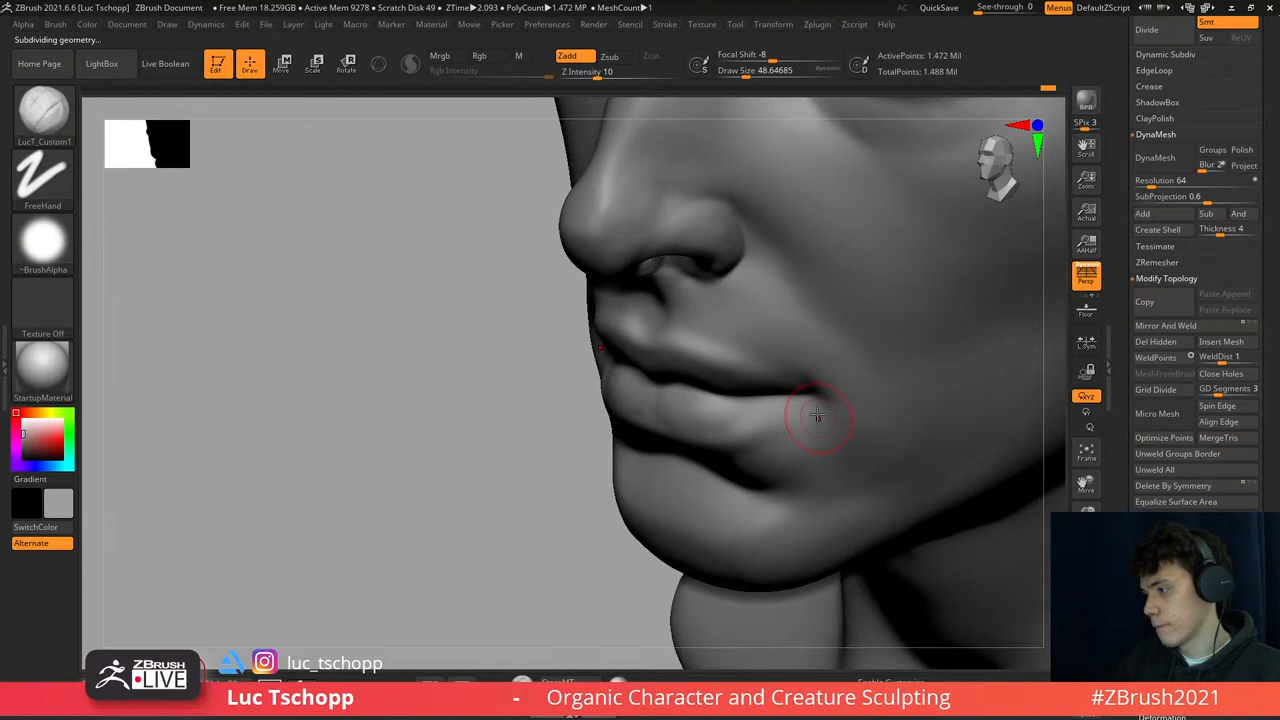 ZBrush 2021.6.6 [Luc Tschopp] ZBrush Document • Free Mem 18.259GB • Active Mem 9278 • Scratch Disk 49 • ZTime▶2.093 • PolyCount▶1.472 MP • MeshCount▶1 AC QuickSave See-through 0 Menus DefaultZScript
Alpha Brush Color Document Draw Dynamics Edit File Layer Light Macro Marker Material Movie Picker Preferences Render Stencil Stroke Texture Tool Transform Zplugin Zscript Help
Subdividing geometry...
Home Page LightBox Live Boolean Edit Draw Move Scale Rotate
Mrgb Rgb M
Rgb Intensity
Zadd Zsub Zcut
Z Intensity 10
Focal Shift -8
Draw Size 48.64685 Dynamic
ActivePoints: 1.472 Mil
TotalPoints: 1.488 Mil
LucT_Custom1
FreeHand
~BrushAlpha
Texture Off
StartupMaterial
Gradient
SwitchColor
Alternate
BPR
SPix 3
Scroll
Zoom
Actual
AAHalf
Dynamic
Persp
Floor
L.Sym
XYZ
Frame
Move
Smt
Divide
Suv ReUV
Dynamic Subdiv
EdgeLoop
Crease
ShadowBox
ClayPolish
DynaMesh
Groups Polish
DynaMesh
Blur 2 Project
Resolution 64
SubProjection 0.6
Add Sub And
Create Shell Thickness 4
Tessimate
ZRemesher
Modify Topology
Copy Paste Append
Paste Replace
Mirror And Weld
Del Hidden Insert Mesh
WeldPoints WeldDist 1
MeshFromBrush Close Holes
Grid Divide GD Segments 3
Spin Edge
Micro Mesh
Align Edge
Optimize Points MergeTris
Unweld Groups Border
Unweld All
Delete By Symmetry
Equalize Surface Area
ZBRUSH
LIVE
luc_tschopp
Luc Tschopp - Organic Character and Creature Sculpting #ZBrush2021